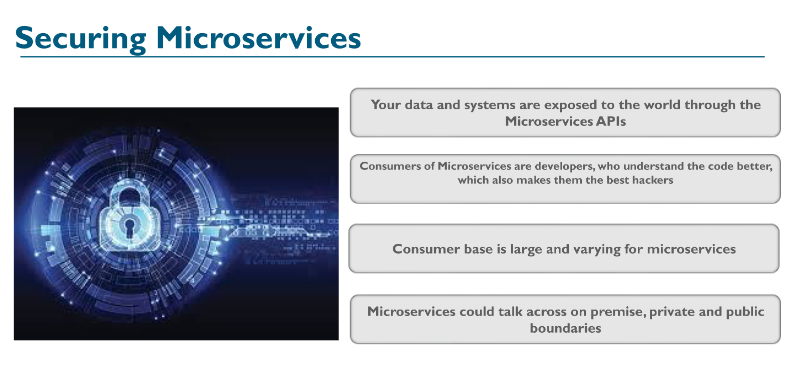 Securing Microservices
Your data and systems are exposed to the world through the
Microservices APIs
Consumers of Microservices are developers, who understand the code better,
which also makes them the best hackers
Consumer base is large and varying for microservices
Microservices could talk across on premise, private and public
boundaries